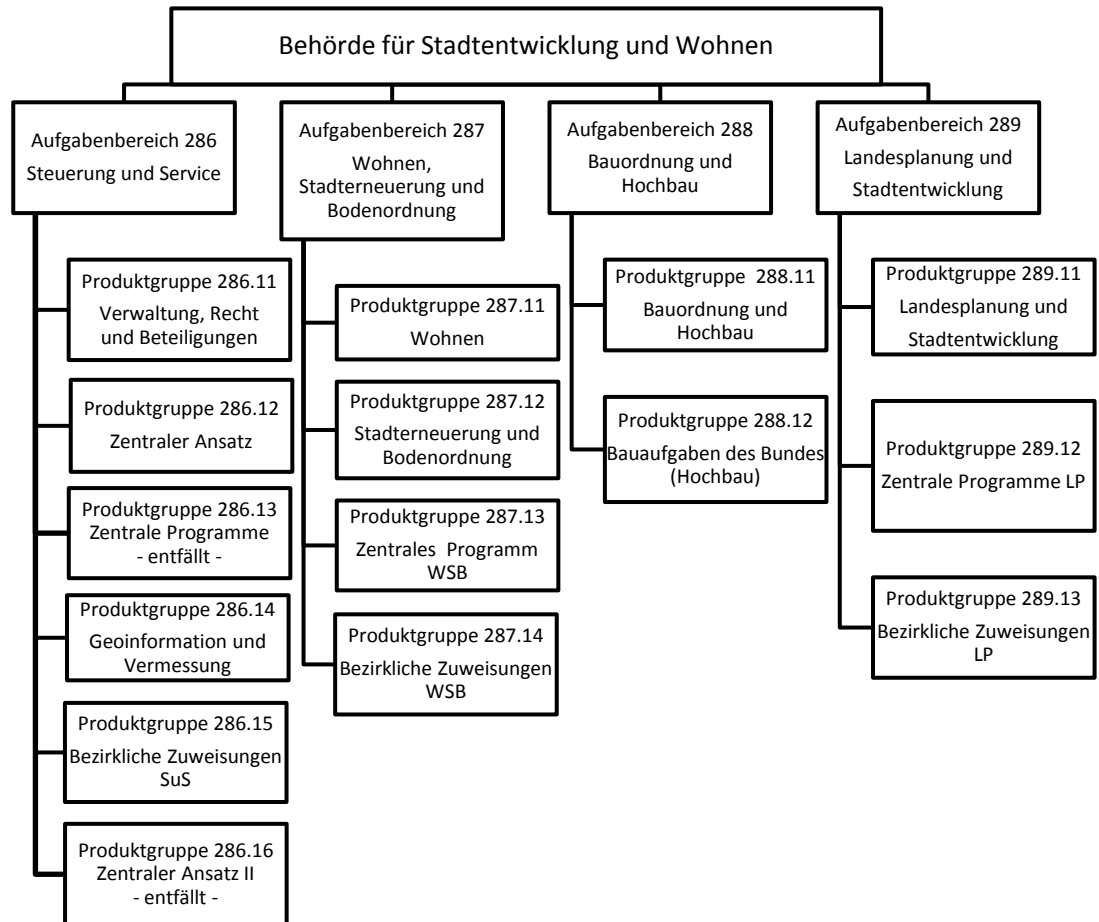 Behörde für Stadtentwicklung und Wohnen
Aufgabenbereich 286
Steuerung und Service
Produktgruppe 286.11
Verwaltung, Recht
und Beteiligungen
Produktgruppe 286.12
Zentraler Ansatz
Produktgruppe 286.13
Zentrale Programme
- entfällt -
Produktgruppe 286.14
Geoinformation und
Vermessung
Produktgruppe 286.15
Bezirkliche Zuweisungen
SuS
Produktgruppe 286.16
Zentraler Ansatz II
- entfällt -
Aufgabenbereich 287
Wohnen,
Stadterneuerung und
Bodenordnung
Produktgruppe 287.11
Wohnen
Produktgruppe 287.12
Stadterneuerung und
Bodenordnung
Produktgruppe 287.13
Zentrales Programm
WSB
Produktgruppe 287.14
Bezirkliche Zuweisungen
WSB
Aufgabenbereich 288
Bauordnung und
Hochbau
Produktgruppe 288.11
Bauordnung und
Hochbau
Produktgruppe 288.12
Bauaufgaben des Bundes
(Hochbau)
Aufgabenbereich 289
Landesplanung und
Stadtentwicklung
Produktgruppe 289.11
Landesplanung und
Stadtentwicklung
Produktgruppe 289.12
Zentrale Programme LP
Produktgruppe 289.13
Bezirkliche Zuweisungen
LP